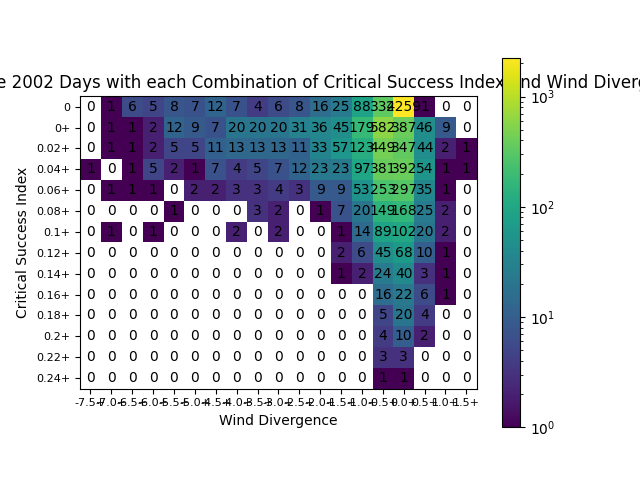 e 2002 Days with each Combination of Critical Success Index and Wind Diverg
Critical Success Index
0 0 1 6 5 8 7 12 7 4 6 8 16 25 88 1 0 0
0+ 0 1 1 2 12 9 7 20 20 20 31 36 45 179 582 387 46 9 0
0.02+ 0 1 1 2 5 5 11 13 13 13 11 33 57 123 449 44 2 1
0.04+ 1 0 1 5 2 1 7 4 5 7 12 23 23 97 381 392 54 1 1
0.06+ 0 1 1 1 0 2 2 3 3 4 3 9 9 53 253 297 35 1 0
0.08+ 0 0 0 0 1 0 0 0 3 2 0 1 7 20 149 168 25 2 0
0.1+ 0 1 0 1 0 0 0 2 0 2 0 0 1 14 89 102 20 2 0
0.12+ 0 0 0 0 0 0 0 0 0 0 0 0 2 6 45 68 10 1 0
0.14+ 0 0 0 0 0 0 0 0 0 0 0 0 1 2 24 40 3 1 0
0.16+ 0 0 0 0 0 0 0 0 0 0 0 0 0 0 16 22 6 1 0
0.18+ 0 0 0 0 0 0 0 0 0 0 0 0 0 0 5 20 4 0 0
0.2+ 0 0 0 0 0 0 0 0 0 0 0 0 0 0 4 10 2 0 0
0.22+ 0 0 0 0 0 0 0 0 0 0 0 0 0 0 3 3 0 0 0
0.24+ 0 0 0 0 0 0 0 0 0 0 0 0 0 0 1 1 0 0 0
-7.5+ -7.0+ -6.5+ -6.0+ -5.5+ -5.0+ -4.5+ -4.0+ -3.5+ -3.0+ -2.5+ -2.0+ -1.5+ -1.0+ -0.5+ 0.0+ 0.5+ 1.0+ 1.5+
Wind Divergence
10³
10²
10¹
10⁰